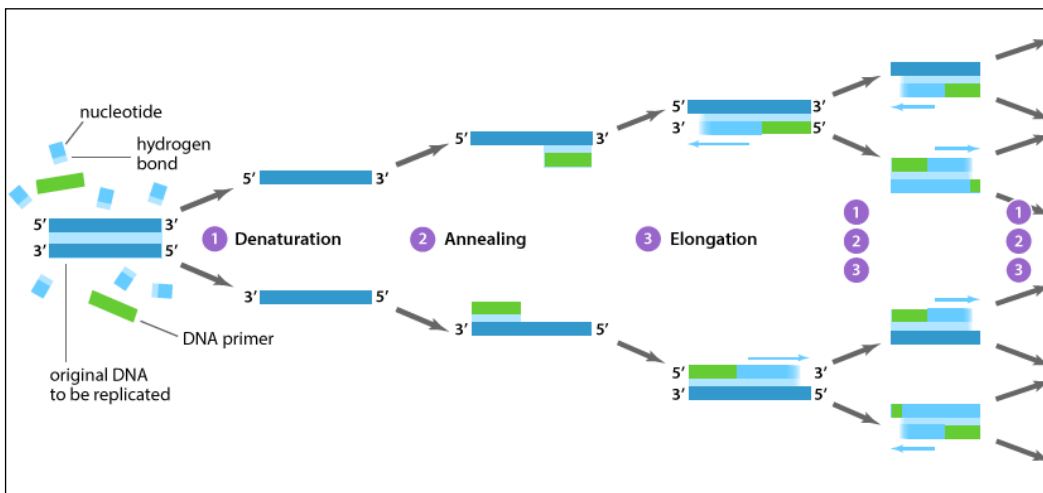 nucleotide
hydrogen
bond
5′ 3′
3′ 5′
DNA primer
original DNA
to be replicated
5′ 3′
1 Denaturation
3′ 5′
5′ 3′
2 Annealing
3′ 5′
5′ 3′
3′ 5′
3 Elongation
5′ 3′
3′ 5′
1
2
3
1
2
3